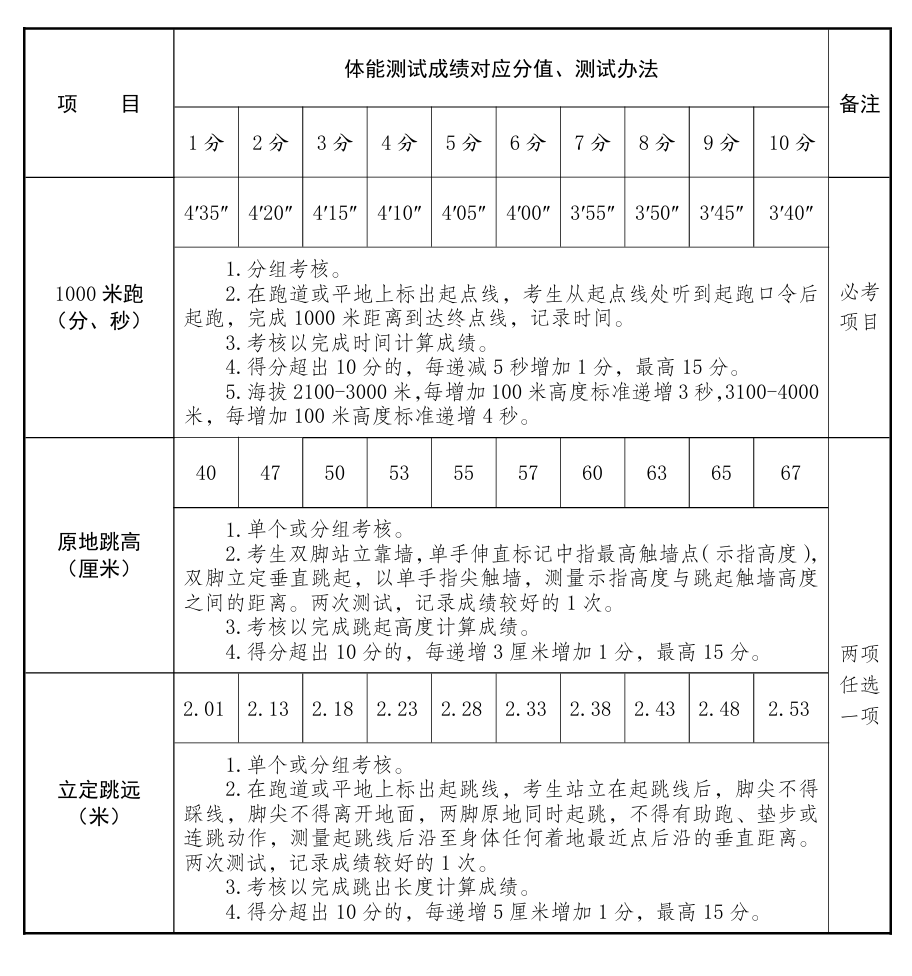 项　　目
体能测试成绩对应分值、测试办法
备注
1分 2分 3分 4分 5分 6分 7分 8分 9分 10分
1000米跑
（分、秒）
4′35″ 4′20″ 4′15″ 4′10″ 4′05″ 4′00″ 3′55″ 3′50″ 3′45″ 3′40″
1.分组考核。
2.在跑道或平地上标出起点线，考生从起点线处听到起跑口令后
起跑，完成1000米距离到达终点线，记录时间。
3.考核以完成时间计算成绩。
4.得分超出10分的，每递减5秒增加1分，最高15分。
5.海拔2100-3000米，每增加100米高度标准递增3秒，3100-4000
米，每增加100米高度标准递增4秒。
必考
项目
原地跳高
（厘米）
40 47 50 53 55 57 60 63 65 67
1.单个或分组考核。
2.考生双脚站立靠墙，单手伸直标记中指最高触墙点（示指高度），
双脚立定垂直跳起，以单手指尖触墙，测量示指高度与跳起触墙高度
之间的距离。两次测试，记录成绩较好的1次。
3.考核以完成跳起高度计算成绩。
4.得分超出10分的，每递增3厘米增加1分，最高15分。
两项
任选
一项
立定跳远
（米）
2.01 2.13 2.18 2.23 2.28 2.33 2.38 2.43 2.48 2.53
1.单个或分组考核。
2.在跑道或平地上标出起跳线，考生站立在起跳线后，脚尖不得
踩线，脚尖不得离开地面，两脚原地同时起跳，不得有助跑、垫步或
连跳动作，测量起跳线后沿至身体任何着地最近点后沿的垂直距离。
两次测试，记录成绩较好的1次。
3.考核以完成跳出长度计算成绩。
4.得分超出10分的，每递增5厘米增加1分，最高15分。